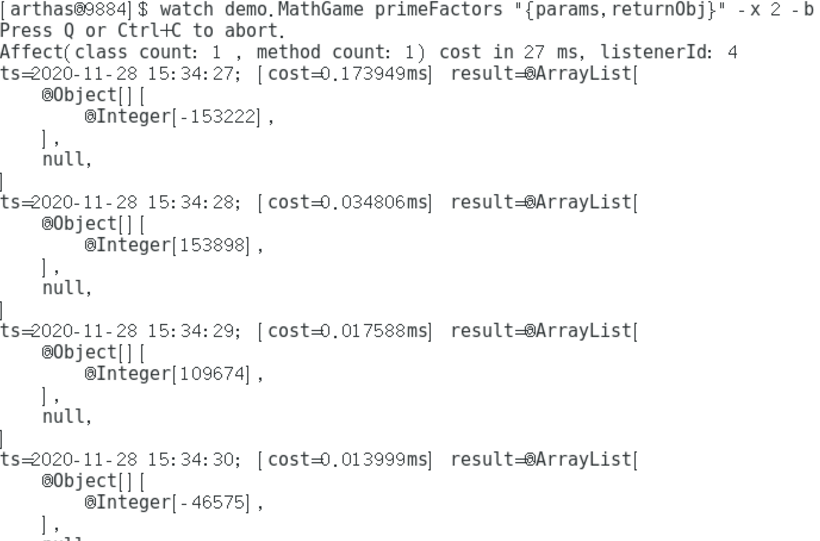 [arthas@9884]$ watch demo.MathGame primeFactors "{params,returnObj}" -x 2 -b
Press Q or Ctrl+C to abort.
Affect(class count: 1 , method count: 1) cost in 27 ms, listenerId: 4
ts=2020-11-28 15:34:27; [cost=0.173949ms] result=@ArrayList[
    @Object[][
        @Integer[-153222],
    ],
    null,
]
ts=2020-11-28 15:34:28; [cost=0.034806ms] result=@ArrayList[
    @Object[][
        @Integer[153898],
    ],
    null,
]
ts=2020-11-28 15:34:29; [cost=0.017588ms] result=@ArrayList[
    @Object[][
        @Integer[109674],
    ],
    null,
]
ts=2020-11-28 15:34:30; [cost=0.013999ms] result=@ArrayList[
    @Object[][
        @Integer[-46575],
    ],